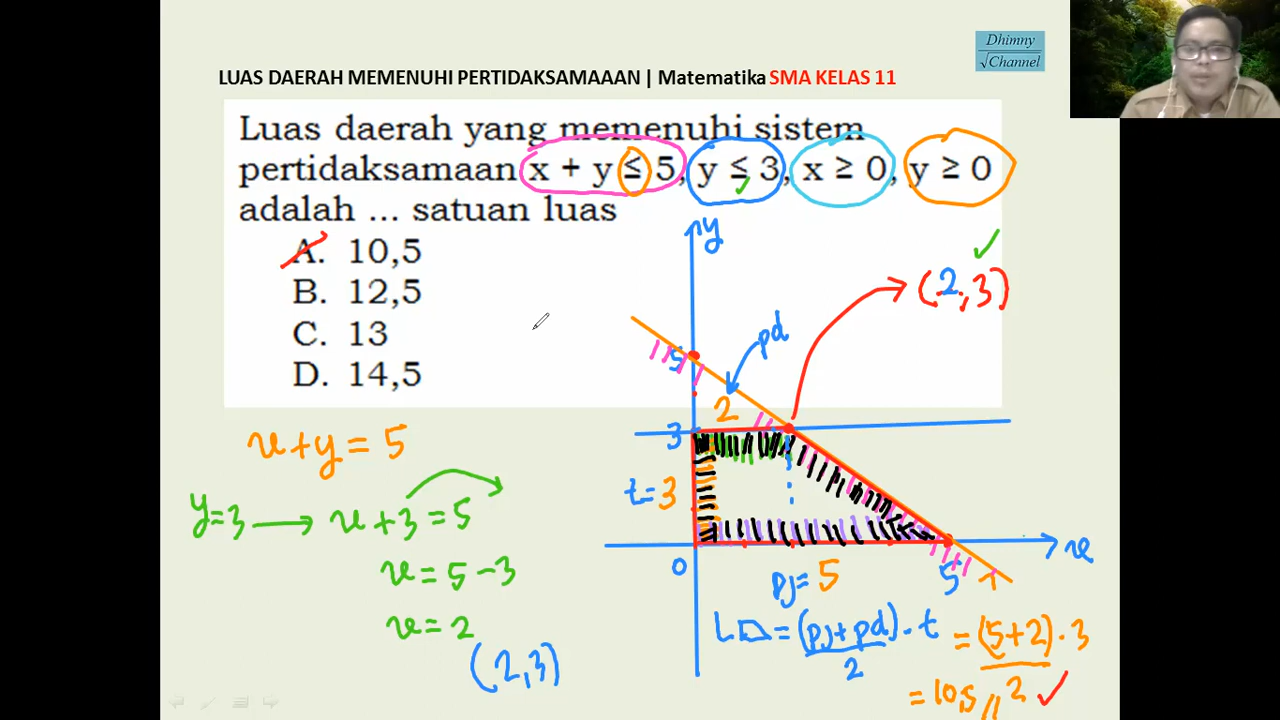 Dhimny
√Channel
LUAS DAERAH MEMENUHI PERTIDAKSAMAAAN | Matematika SMA KELAS 11
Luas daerah yang memenuhi sistem
pertidaksamaan x + y ≤ 5, y ≤ 3, x ≥ 0, y ≥ 0
adalah ... satuan luas
A. 10,5
B. 12,5
C. 13
D. 14,5
y
(2,3)
pd
5
2
3
t=3
0
pj=5
5
x
x+y=5
y=3 → x+3=5
x=5-3
x=2
(2,3)
L = (pj+pd)·t / 2 = (5+2)·3 / 2
= 10,5